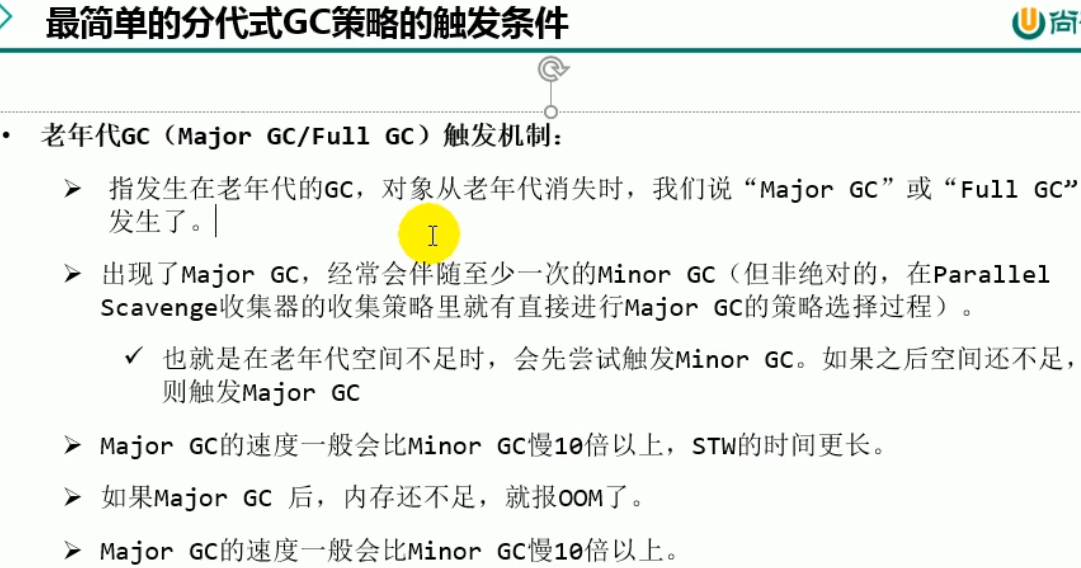 最简单的分代式GC策略的触发条件
尚
• 老年代GC（Major GC/Full GC）触发机制：
➢ 指发生在老年代的GC，对象从老年代消失时，我们说“Major GC”或“Full GC”
发生了。
➢ 出现了Major GC，经常会伴随至少一次的Minor GC（但非绝对的，在Parallel
Scavenge收集器的收集策略里就有直接进行Major GC的策略选择过程）。
✓ 也就是在老年代空间不足时，会先尝试触发Minor GC。如果之后空间还不足，
则触发Major GC
➢ Major GC的速度一般会比Minor GC慢10倍以上，STW的时间更长。
➢ 如果Major GC 后，内存还不足，就报OOM了。
➢ Major GC的速度一般会比Minor GC慢10倍以上。